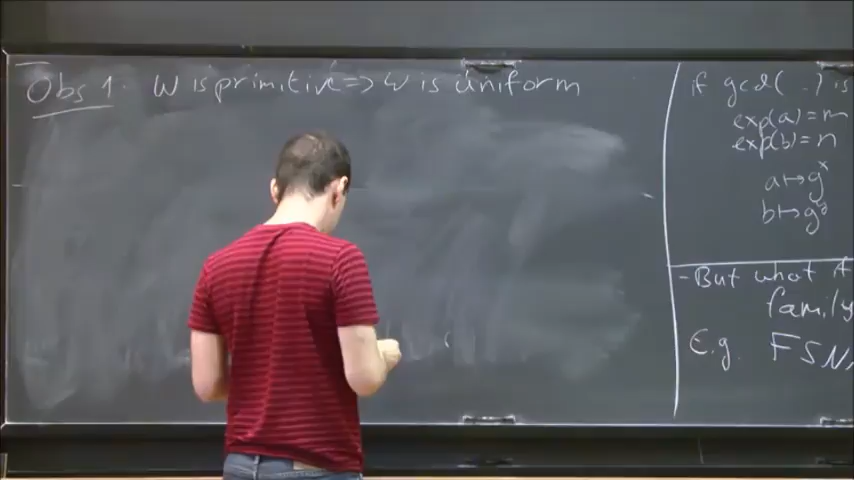 Obs 1. W is primitive => w is uniform
if gcd( , ) is
exp(a) = m
exp(b) = n
a ↦ g^x
b ↦ g^y
- But what
family
E.g. FSN